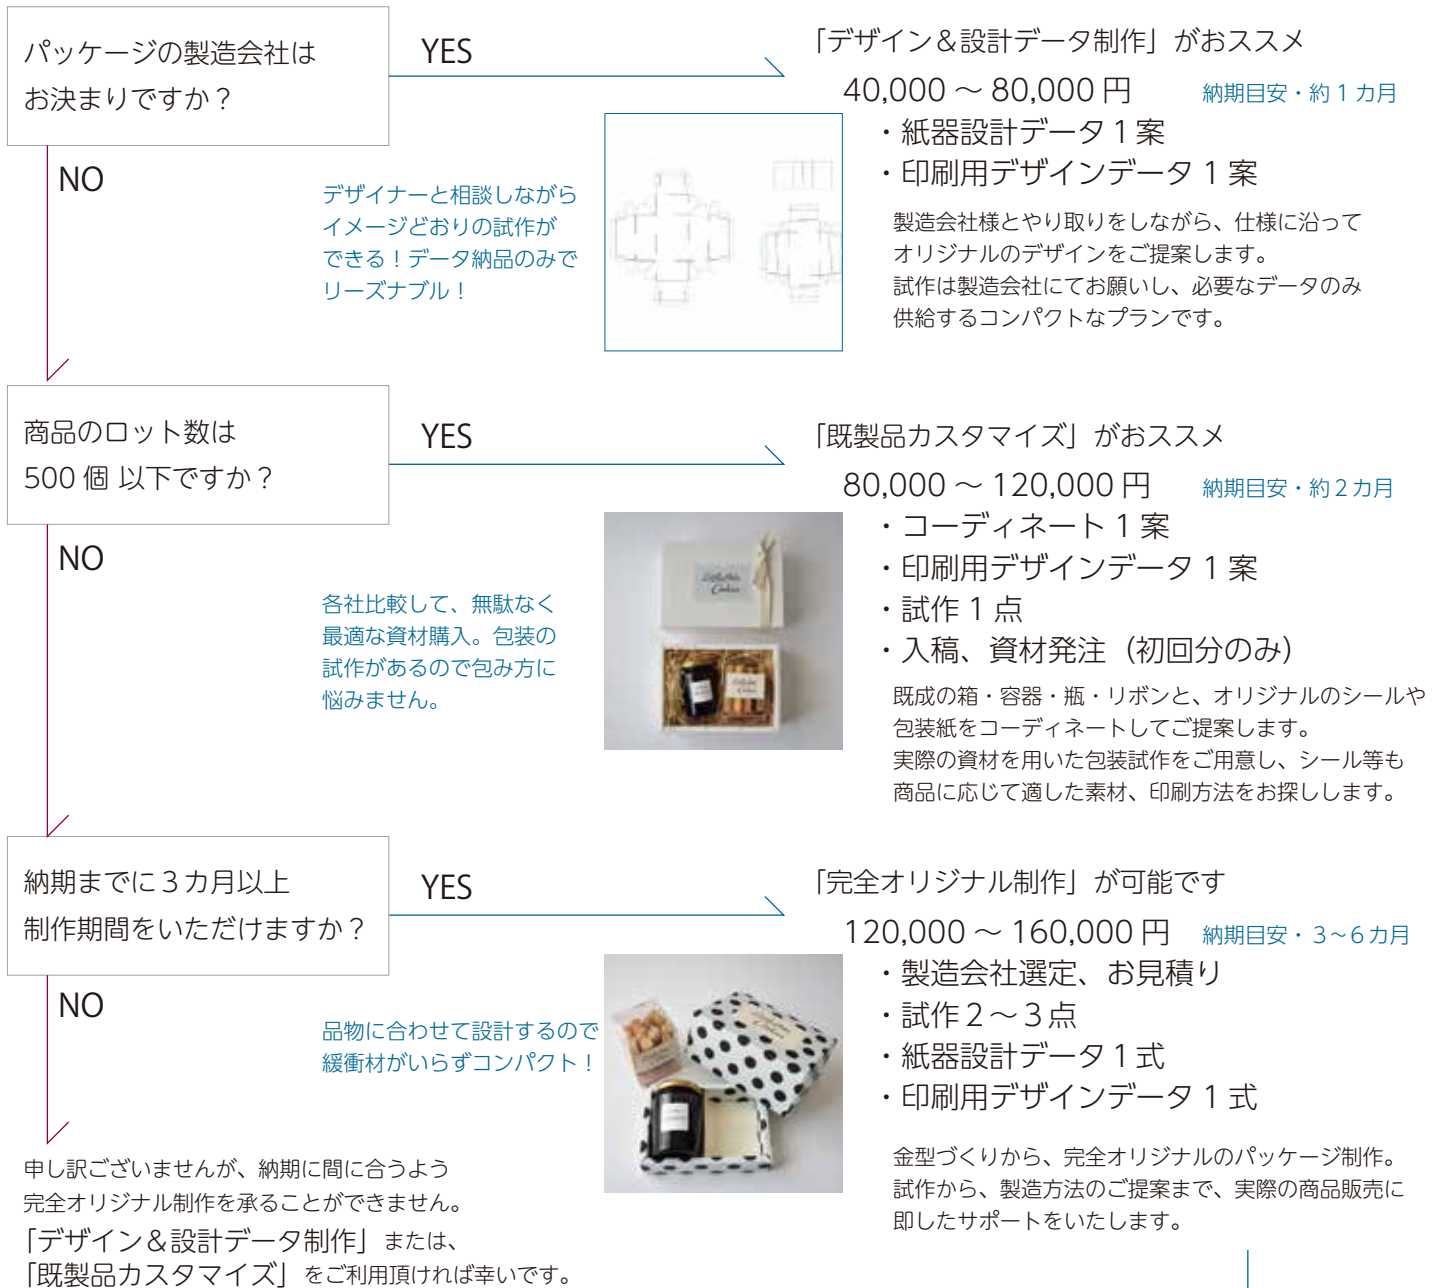 パッケージの製造会社は
お決まりですか？
YES
NO
「デザイン＆設計データ制作」がおススメ
40,000 ～ 80,000 円　納期目安・約 1 カ月
・紙器設計データ 1 案
・印刷用デザインデータ 1 案
デザイナーと相談しながら
イメージどおりの試作が
できる！データ納品のみで
リーズナブル！
製造会社様とやり取りをしながら、仕様に沿って
オリジナルのデザインをご提案します。
試作は製造会社にてお願いし、必要なデータのみ
供給するコンパクトなプランです。
商品のロット数は
500 個 以下ですか？
YES
NO
「既製品カスタマイズ」がおススメ
80,000 ～ 120,000 円　納期目安・約２カ月
・コーディネート 1 案
・印刷用デザインデータ 1 案
・試作 1 点
・入稿、資材発注（初回分のみ）
各社比較して、無駄なく
最適な資材購入。包装の
試作があるので包み方に
悩みません。
既成の箱・容器・瓶・リボンと、オリジナルのシールや
包装紙をコーディネートしてご提案します。
実際の資材を用いた包装試作をご用意し、シール等も
商品に応じて適した素材、印刷方法をお探しします。
納期までに３カ月以上
制作期間をいただけますか？
YES
NO
「完全オリジナル制作」が可能です
120,000 ～ 160,000 円　納期目安・３~６カ月
・製造会社選定、お見積り
・試作２～３点
・紙器設計データ１式
・印刷用デザインデータ 1 式
品物に合わせて設計するので
緩衝材がいらずコンパクト！
金型づくりから、完全オリジナルのパッケージ制作。
試作から、製造方法のご提案まで、実際の商品販売に
即したサポートをいたします。
申し訳ございませんが、納期に間に合うよう
完全オリジナル制作を承ることができません。
「デザイン＆設計データ制作」または、
「既製品カスタマイズ」をご利用頂ければ幸いです。